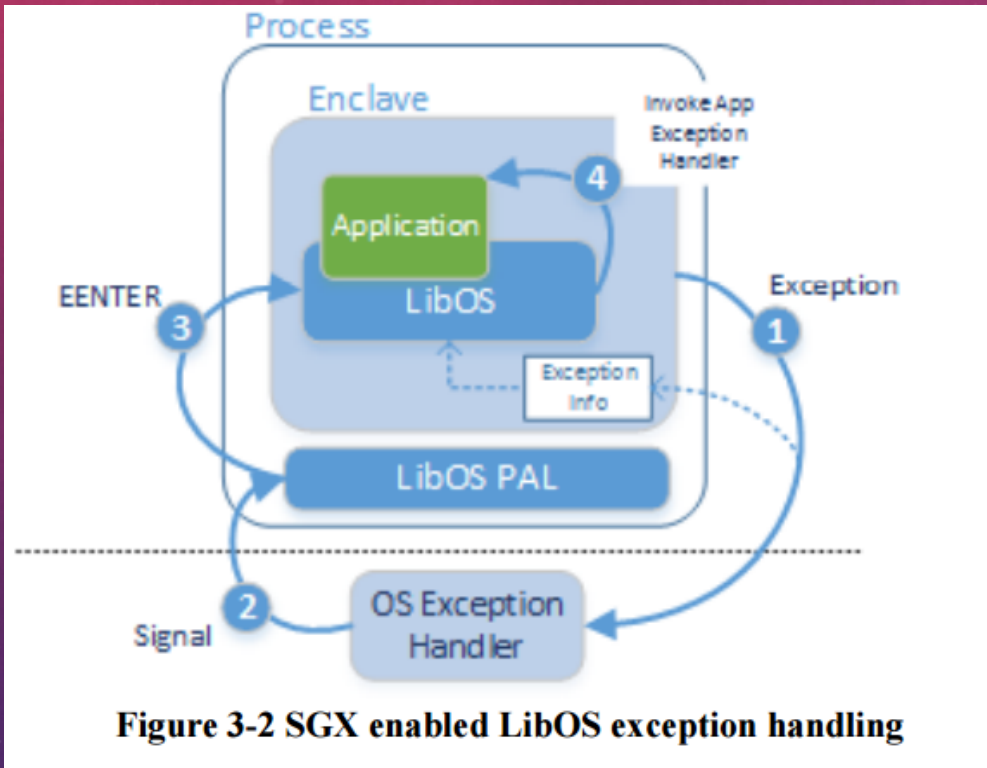 Process
Enclave
Invoke App
Exception
Handler
4
Application
LibOS
EENTER
3
Exception
1
Exception
Info
LibOS PAL
2
Signal
OS Exception
Handler
Figure 3-2 SGX enabled LibOS exception handling